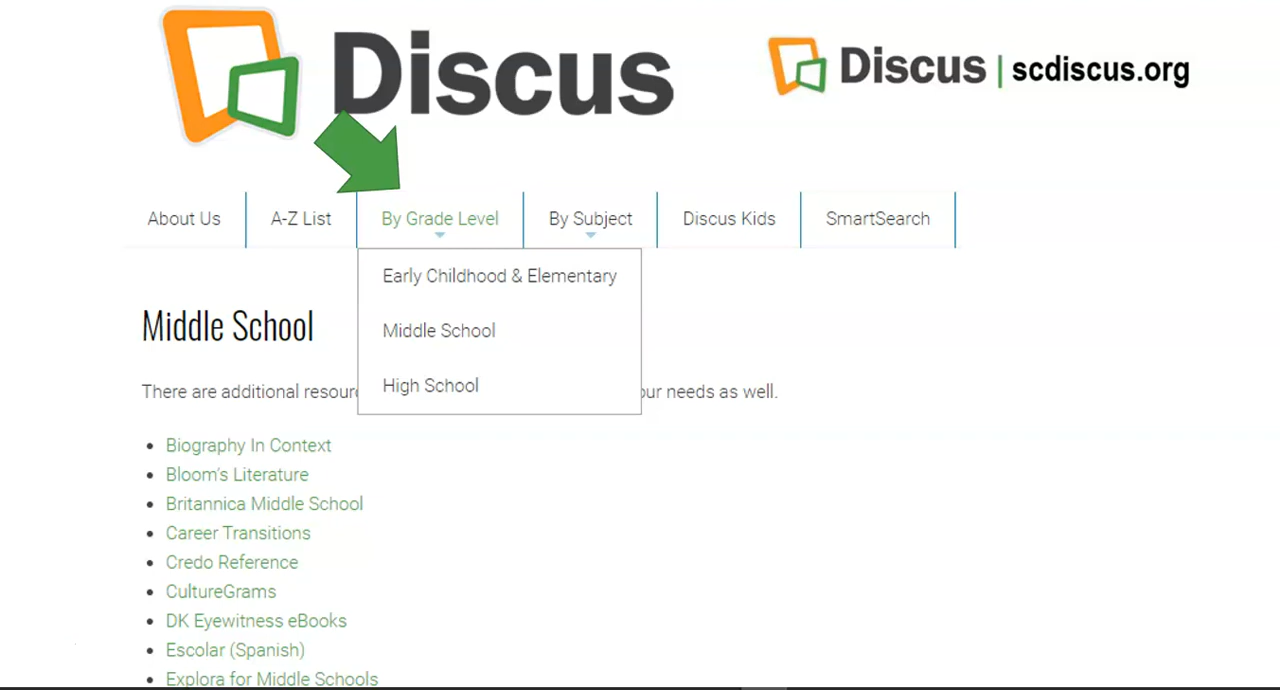 Discus
Discus | scdiscus.org
About Us
A-Z List
By Grade Level
By Subject
Discus Kids
SmartSearch
Early Childhood & Elementary
Middle School
High School
Middle School
There are additional resour
our needs as well.
Biography In Context
Bloom's Literature
Britannica Middle School
Career Transitions
Credo Reference
CultureGrams
DK Eyewitness eBooks
Escolar (Spanish)
Explora for Middle Schools